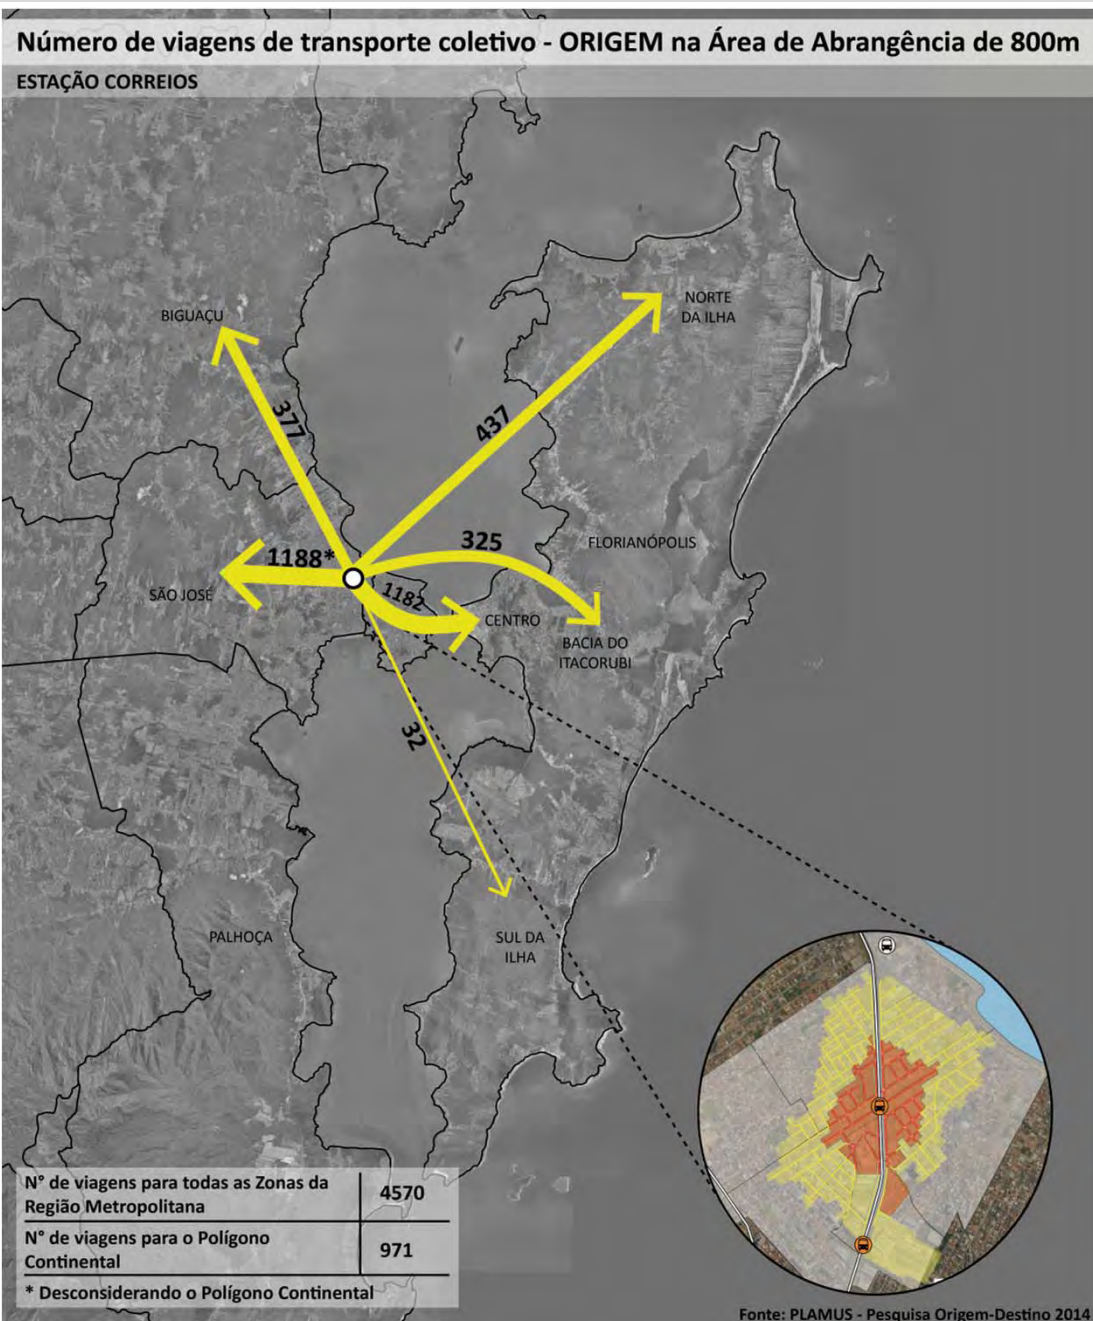 Número de viagens de transporte coletivo - ORIGEM na Área de Abrangência de 800m
ESTAÇÃO CORREIOS
NORTE
DA ILHA
BIGUAÇU
377
437
325
FLORIANÓPOLIS
1188*
1182
SÃO JOSÉ
CENTRO
BACIA DO
ITACORUBI
32
PALHOÇA
SUL DA
ILHA
N° de viagens para todas as Zonas da
Região Metropolitana
4570
N° de viagens para o Polígono
Continental
971
* Desconsiderando o Polígono Continental
Fonte: PLAMUS - Pesquisa Origem-Destino 2014